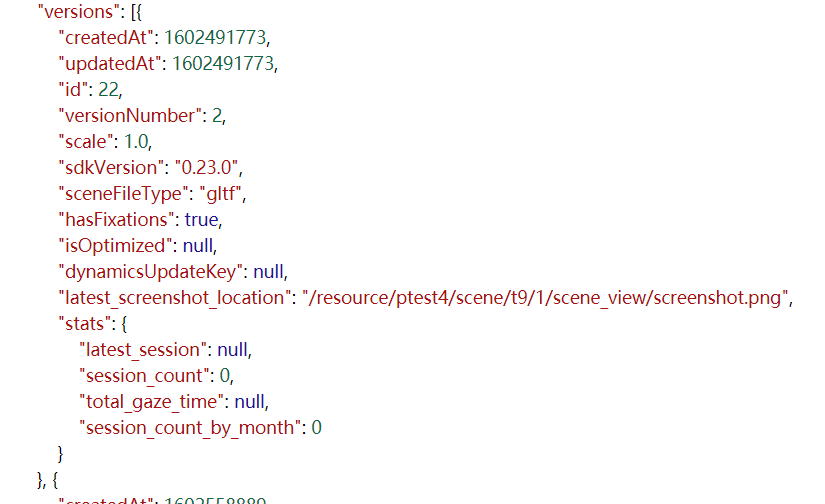 "versions": [{
"createdAt": 1602491773,
"updatedAt": 1602491773,
"id": 22,
"versionNumber": 2,
"scale": 1.0,
"sdkVersion": "0.23.0",
"sceneFileType": "gltf",
"hasFixations": true,
"isOptimized": null,
"dynamicsUpdateKey": null,
"latest_screenshot_location": "/resource/ptest4/scene/t9/1/scene_view/screenshot.png",
"stats": {
"latest_session": null,
"session_count": 0,
"total_gaze_time": null,
"session_count_by_month": 0
}
}, {
"createdAt": 1602558889